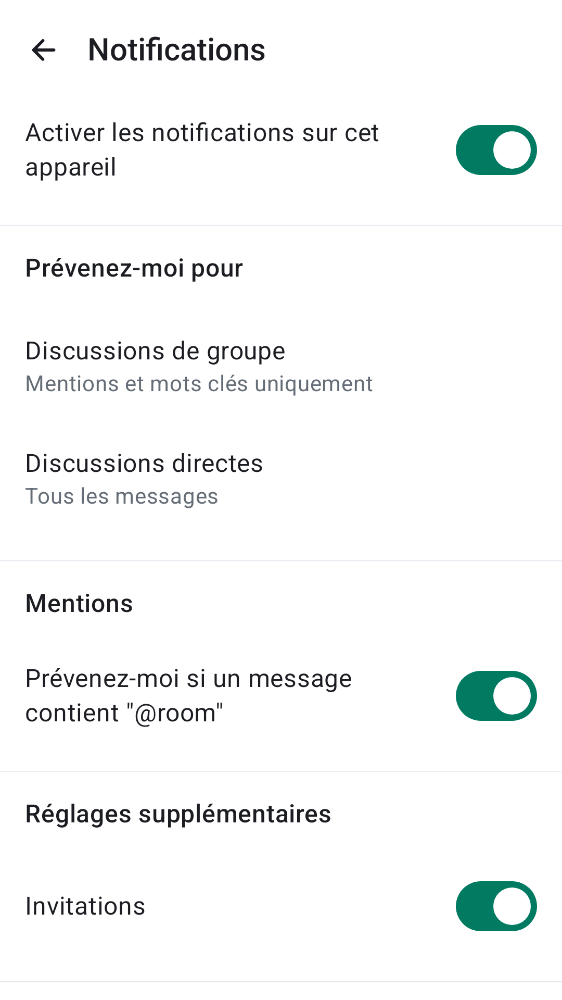 Notifications
Activer les notifications sur cet
appareil
Prévenez-moi pour
Discussions de groupe
Mentions et mots clés uniquement
Discussions directes
Tous les messages
Mentions
Prévenez-moi si un message
contient "@room"
Réglages supplémentaires
Invitations